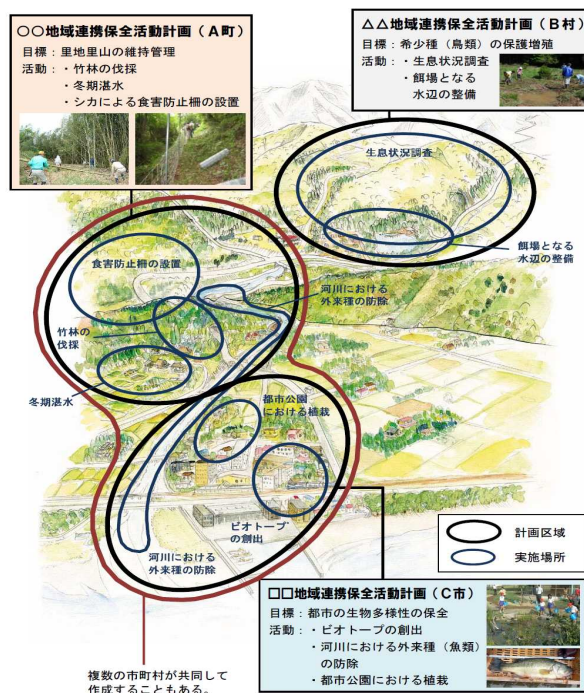 ○○地域連携保全活動計画（A町）
目標：里地里山の維持管理
活動：・竹林の伐採
・冬期湛水
・シカによる食害防止柵の設置
△△地域連携保全活動計画（B村）
目標：希少種（鳥類）の保護増殖
活動：・生息状況調査
・餌場となる
水辺の整備
生息状況調査
餌場となる
水辺の整備
食害防止柵の設置
河川における
外来種の防除
竹林の
伐採
冬期湛水
都市公園
における植栽
ビオトープ
の創出
河川における
外来種の防除
計画区域
実施場所
□□地域連携保全活動計画（C市）
目標：都市の生物多様性の保全
活動：・ビオトープの創出
・河川における外来種（魚類）
の防除
・都市公園における植栽
複数の市町村が共同して
作成することもある。